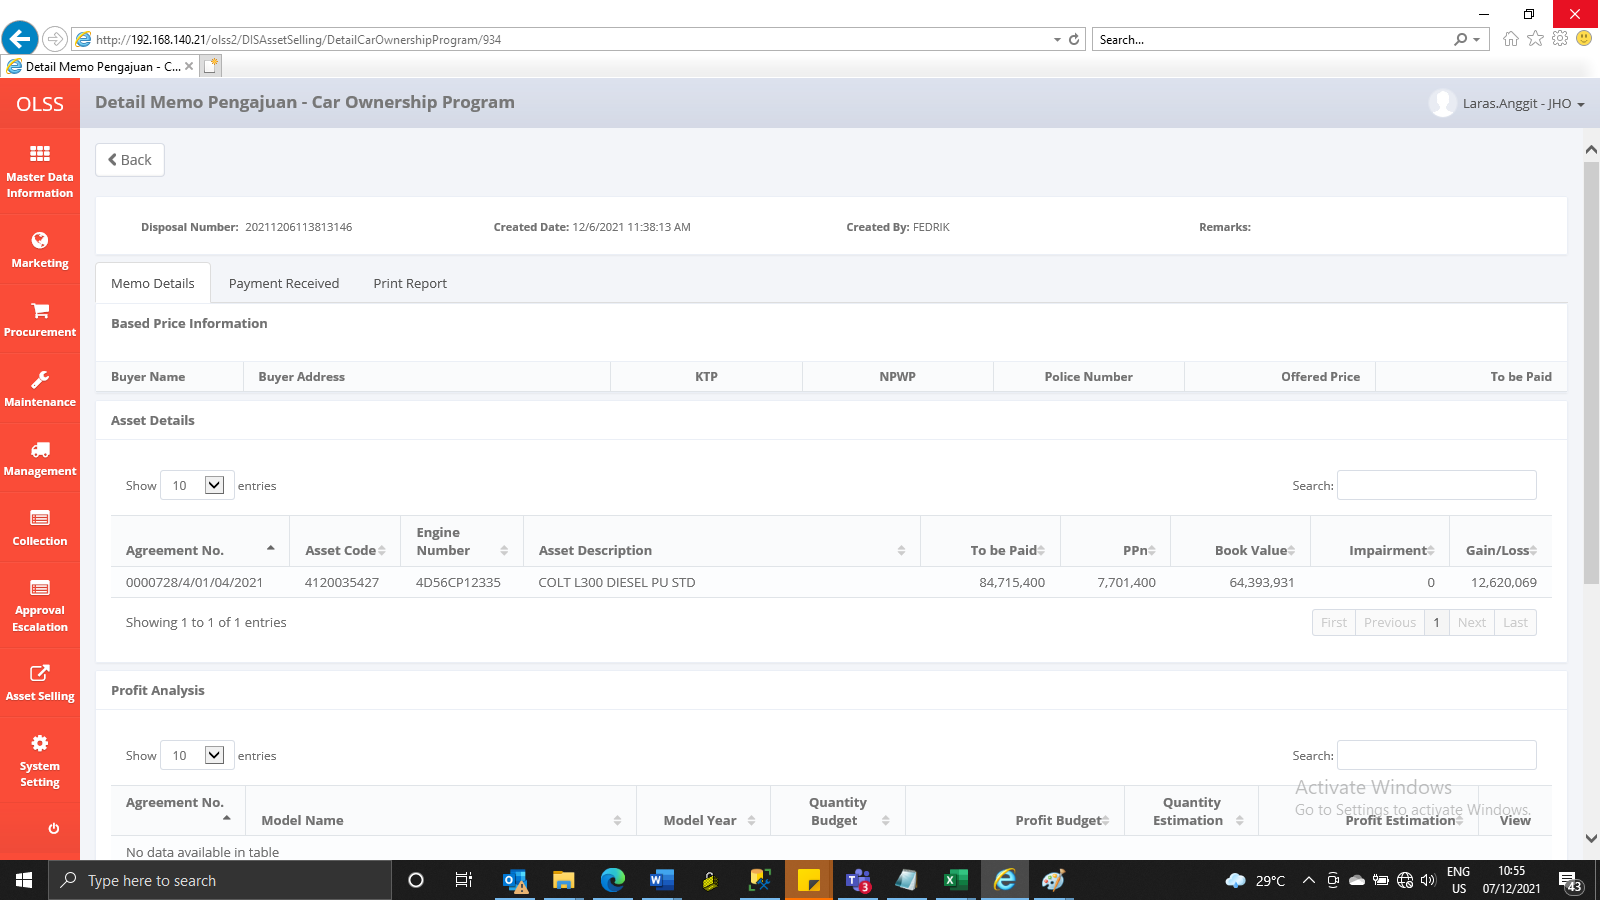 http://192.168.140.21/olss2/DISAssetSelling/DetailCarOwnershipProgram/934
Search...
Detail Memo Pengajuan - C...
OLSS
Detail Memo Pengajuan - Car Ownership Program
Laras.Anggit - JHO
Master Data
Information
Marketing
Procurement
Maintenance
Management
Collection
Approval
Escalation
Asset Selling
System
Setting
Back
Disposal Number: 20211206113813146
Created Date: 12/6/2021 11:38:13 AM
Created By: FEDRIK
Remarks:
Memo Details
Payment Received
Print Report
Based Price Information
Buyer Name
Buyer Address
KTP
NPWP
Police Number
Offered Price
To be Paid
Asset Details
Show 10 entries
Search:
Agreement No.
Asset Code
Engine
Number
Asset Description
To be Paid
PPn
Book Value
Impairment
Gain/Loss
0000728/4/01/04/2021
4120035427
4D56CP12335
COLT L300 DIESEL PU STD
84,715,400
7,701,400
64,393,931
0
12,620,069
Showing 1 to 1 of 1 entries
First
Previous
1
Next
Last
Profit Analysis
Show 10 entries
Search:
Agreement No.
Model Name
Model Year
Quantity
Budget
Profit Budget
Quantity
Estimation
Profit Estimation
View
No data available in table
Activate Windows
Go to Settings to activate Windows.
Type here to search
3
29°C
ENG
US
10:55
07/12/2021
43